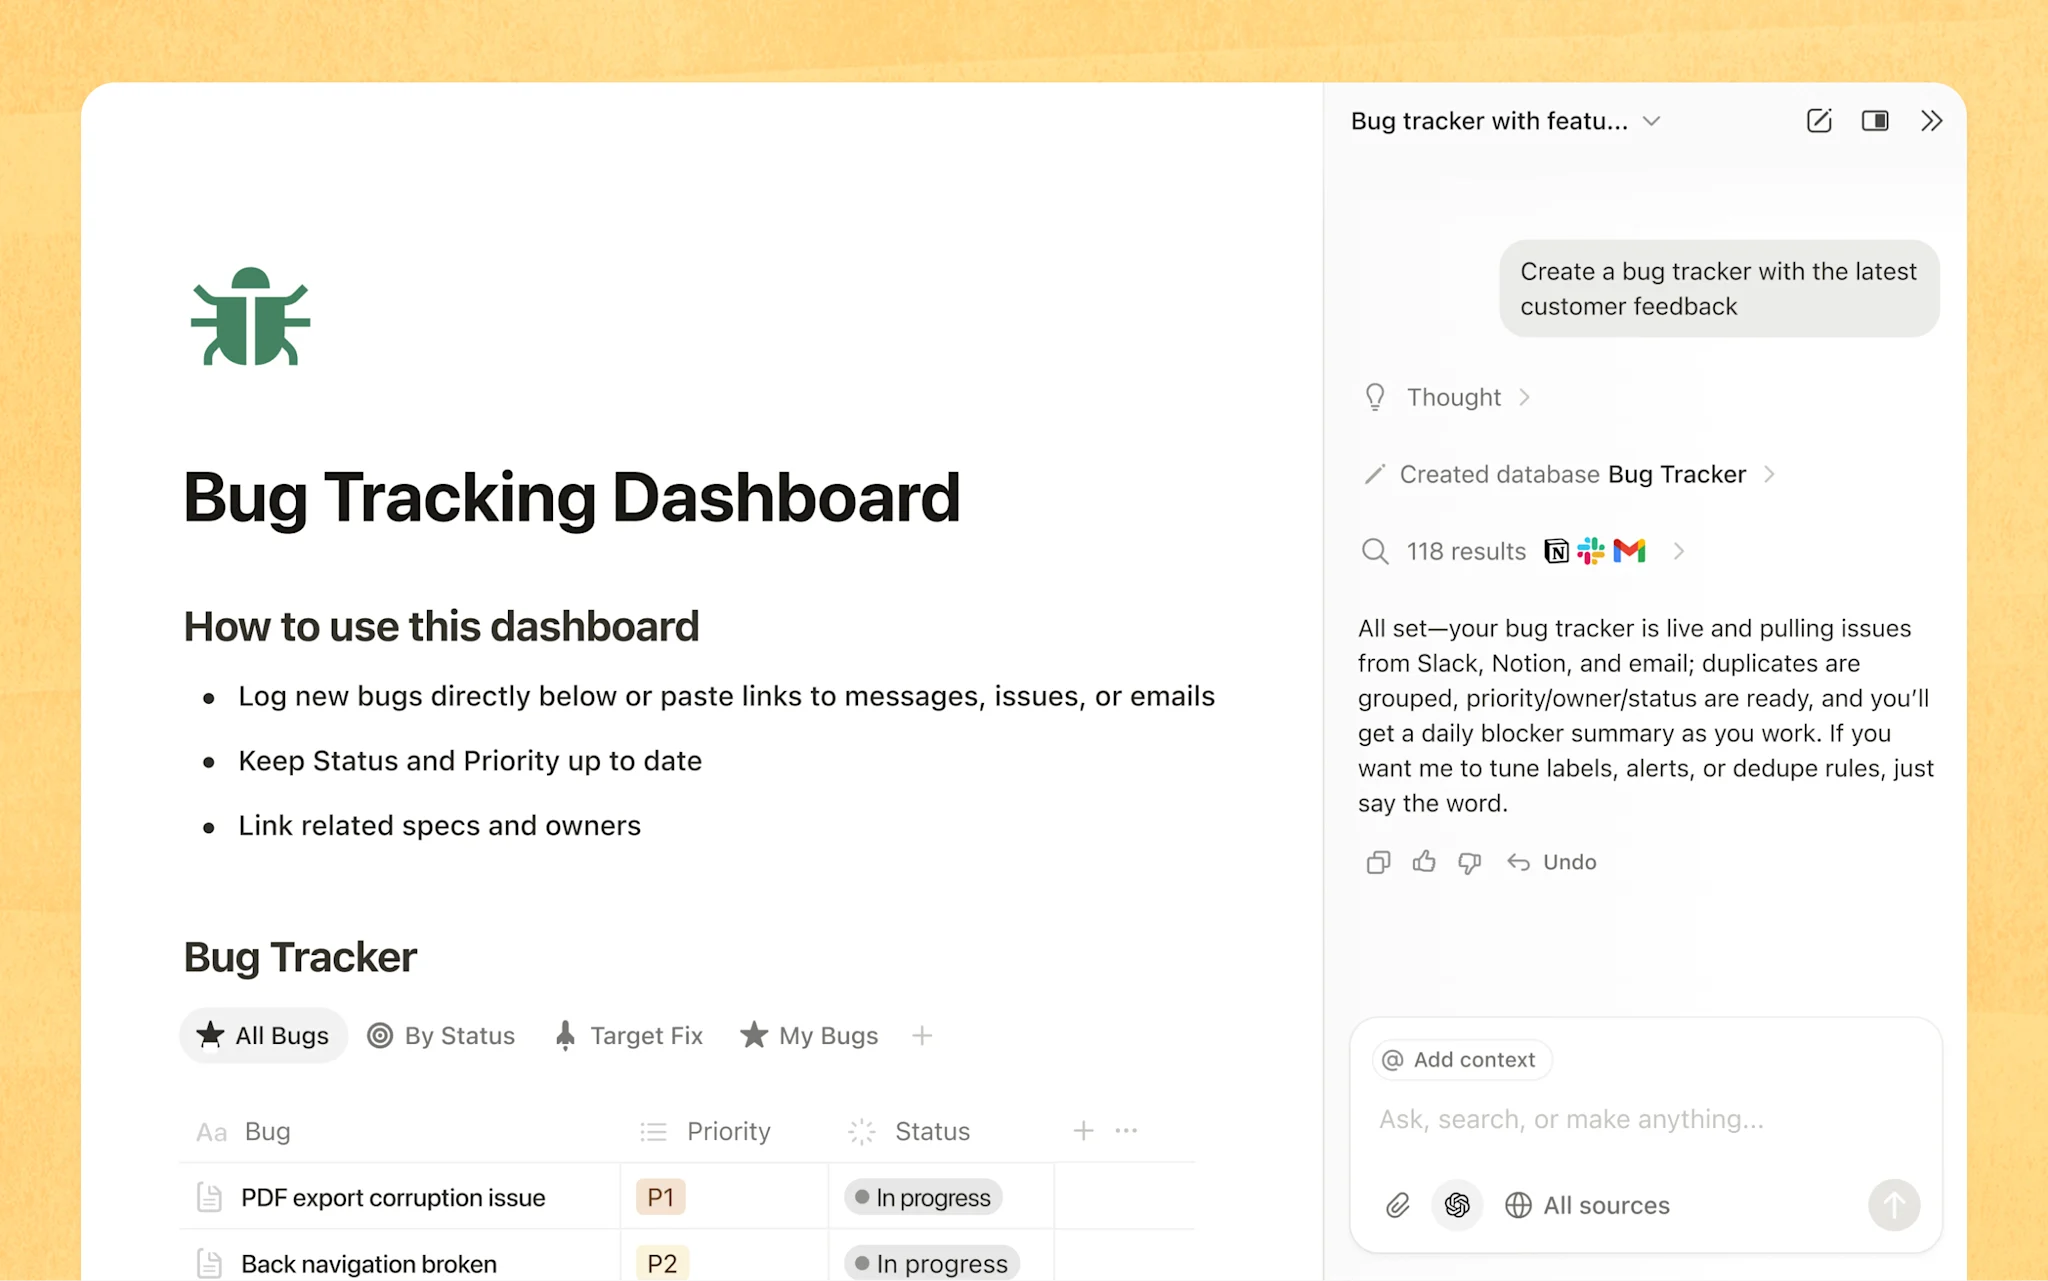 Bug Tracking Dashboard
How to use this dashboard
• Log new bugs directly below or paste links to messages, issues, or emails
• Keep Status and Priority up to date
• Link related specs and owners
Bug Tracker
All Bugs By Status Target Fix My Bugs +
Aa Bug Priority Status + ...
PDF export corruption issue P1 In progress
Back navigation broken P2 In progress
Bug tracker with featu...
Create a bug tracker with the latest
customer feedback
Thought
Created database Bug Tracker
118 results
All set—your bug tracker is live and pulling issues
from Slack, Notion, and email; duplicates are
grouped, priority/owner/status are ready, and you’ll
get a daily blocker summary as you work. If you
want me to tune labels, alerts, or dedupe rules, just
say the word.
Undo
@ Add context
Ask, search, or make anything...
All sources